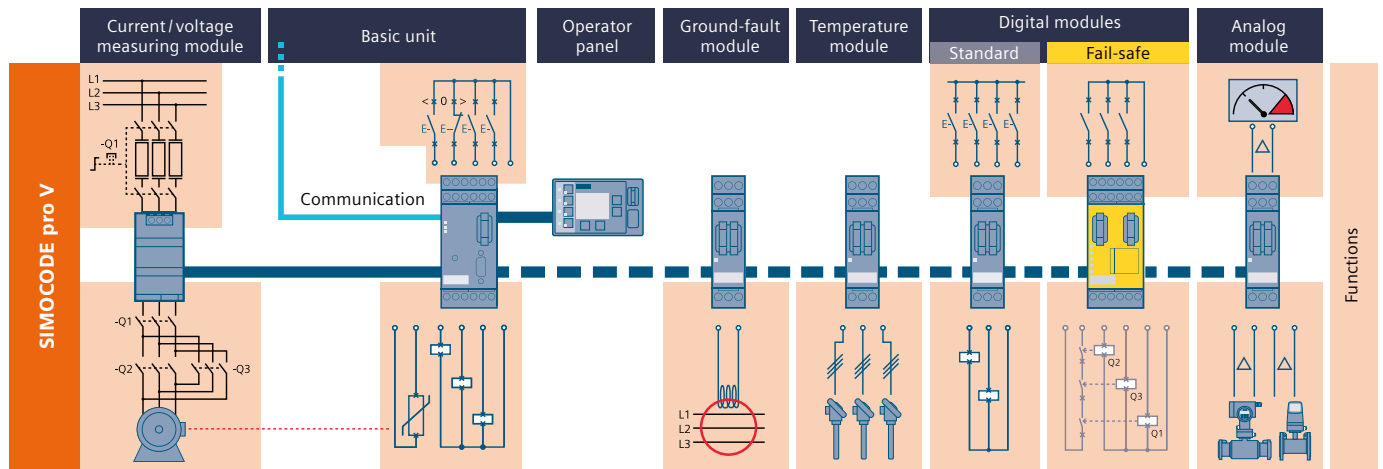 Current/voltage
measuring module
Basic unit
Operator
panel
Ground-fault
module
Temperature
module
Digital modules
Standard
Fail-safe
Analog
module
SIMOCODE pro V
Functions
L1
L2
L3
-Q1
< 0 >
E- E- E- E-
E- E- E- E-
Communication
-Q1
-Q2
-Q3
L1
L2
L3
Q2
Q3
Q1